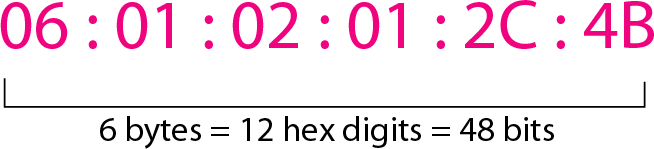 06 : 01 : 02 : 01 : 2C : 4B
6 bytes = 12 hex digits = 48 bits